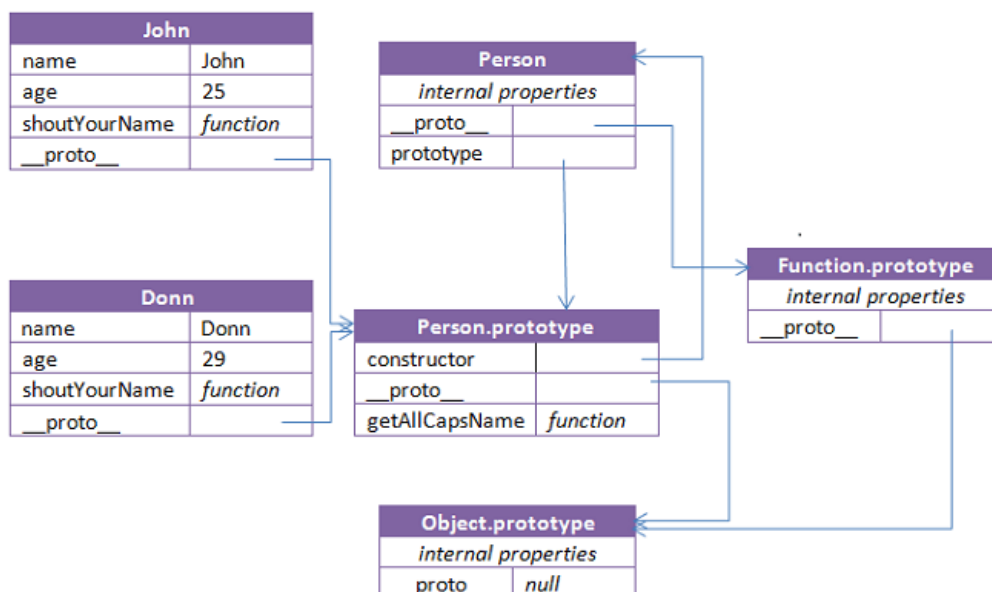 John
name John
age 25
shoutYourName function
__proto__
Person
internal properties
__proto__
prototype
Function.prototype
internal properties
__proto__
Donn
name Donn
age 29
shoutYourName function
__proto__
Person.prototype
constructor
__proto__
getAllCapsName function
Object.prototype
internal properties
proto null